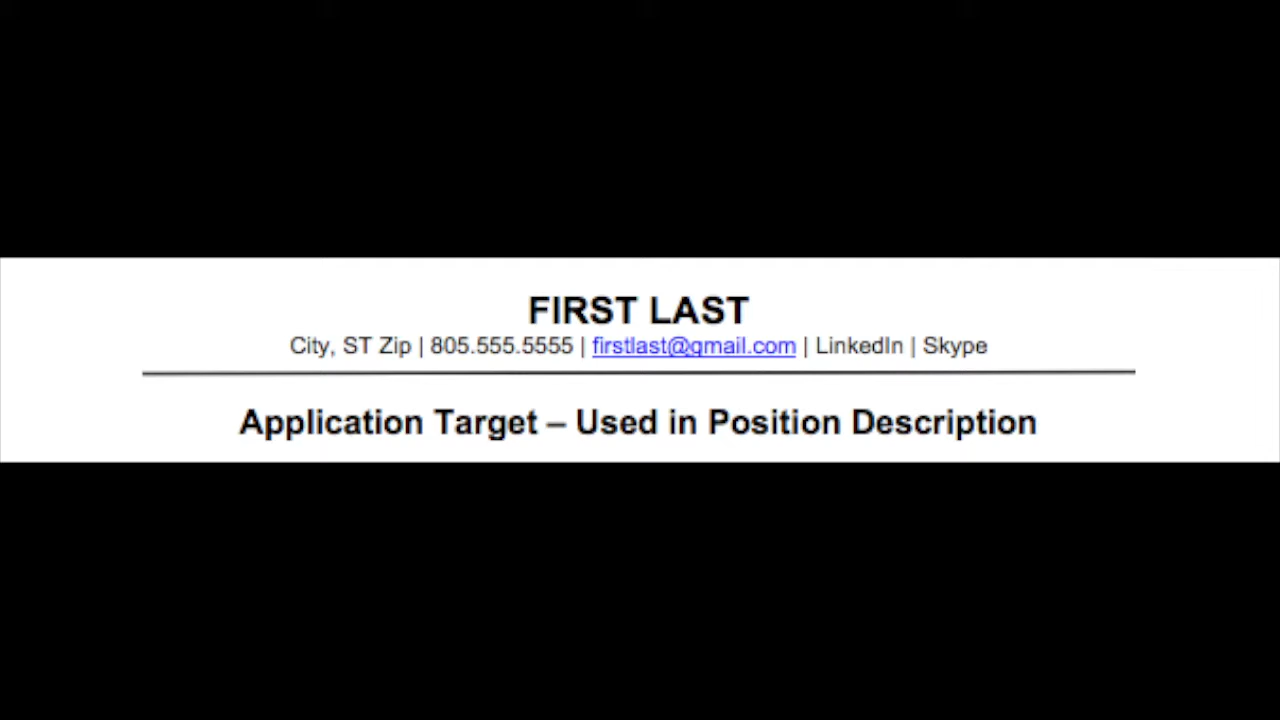 FIRST LAST
City, ST Zip | 805.555.5555 | firstlast@gmail.com | LinkedIn | Skype
Application Target – Used in Position Description